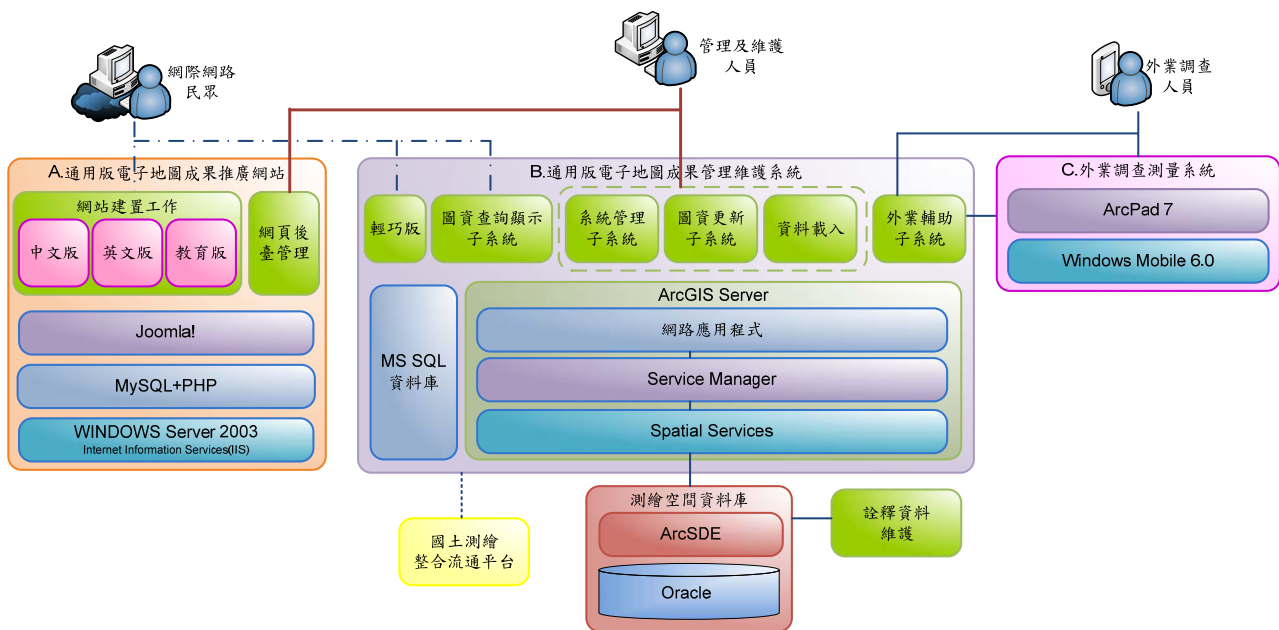 網際網路
民眾
管理及維護
人員
外業調查
人員
A.通用版電子地圖成果推廣網站
網站建置工作
中文版
英文版
教育版
網頁後
臺管理
Joomla!
MySQL+PHP
WINDOWS Server 2003
Internet Information Services(IIS)
B.通用版電子地圖成果管理維護系統
輕巧版
圖資查詢顯示
子系統
系統管理
子系統
圖資更新
子系統
資料載入
外業輔助
子系統
MS SQL
資料庫
ArcGIS Server
網路應用程式
Service Manager
Spatial Services
C.外業調查測量系統
ArcPad 7
Windows Mobile 6.0
國土測繪
整合流通平台
測繪空間資料庫
ArcSDE
Oracle
詮釋資料
維護